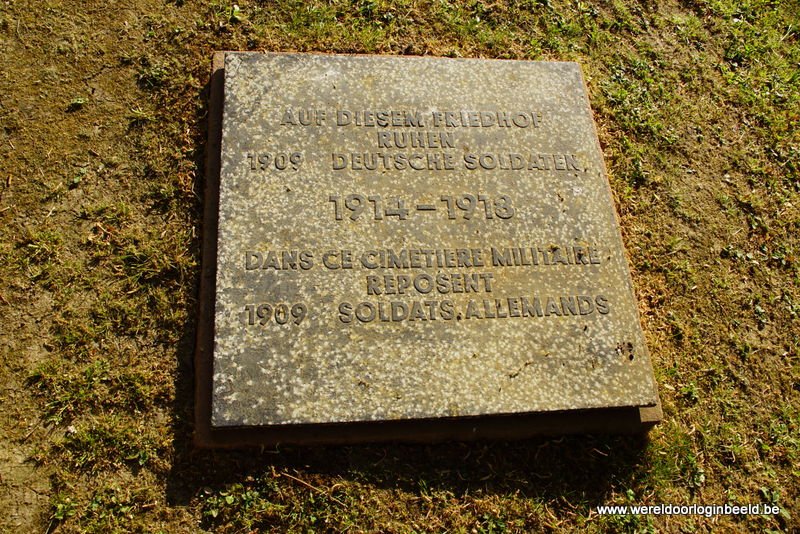 AUF DIESEM FRIEDHOF
RUHEN
1909 DEUTSCHE SOLDATEN
1914-1918
DANS CE CIMETIERE MILITAIRE
REPOSENT
1909 SOLDATS ALLEMANDS
www.wereldoorloginbeeld.be